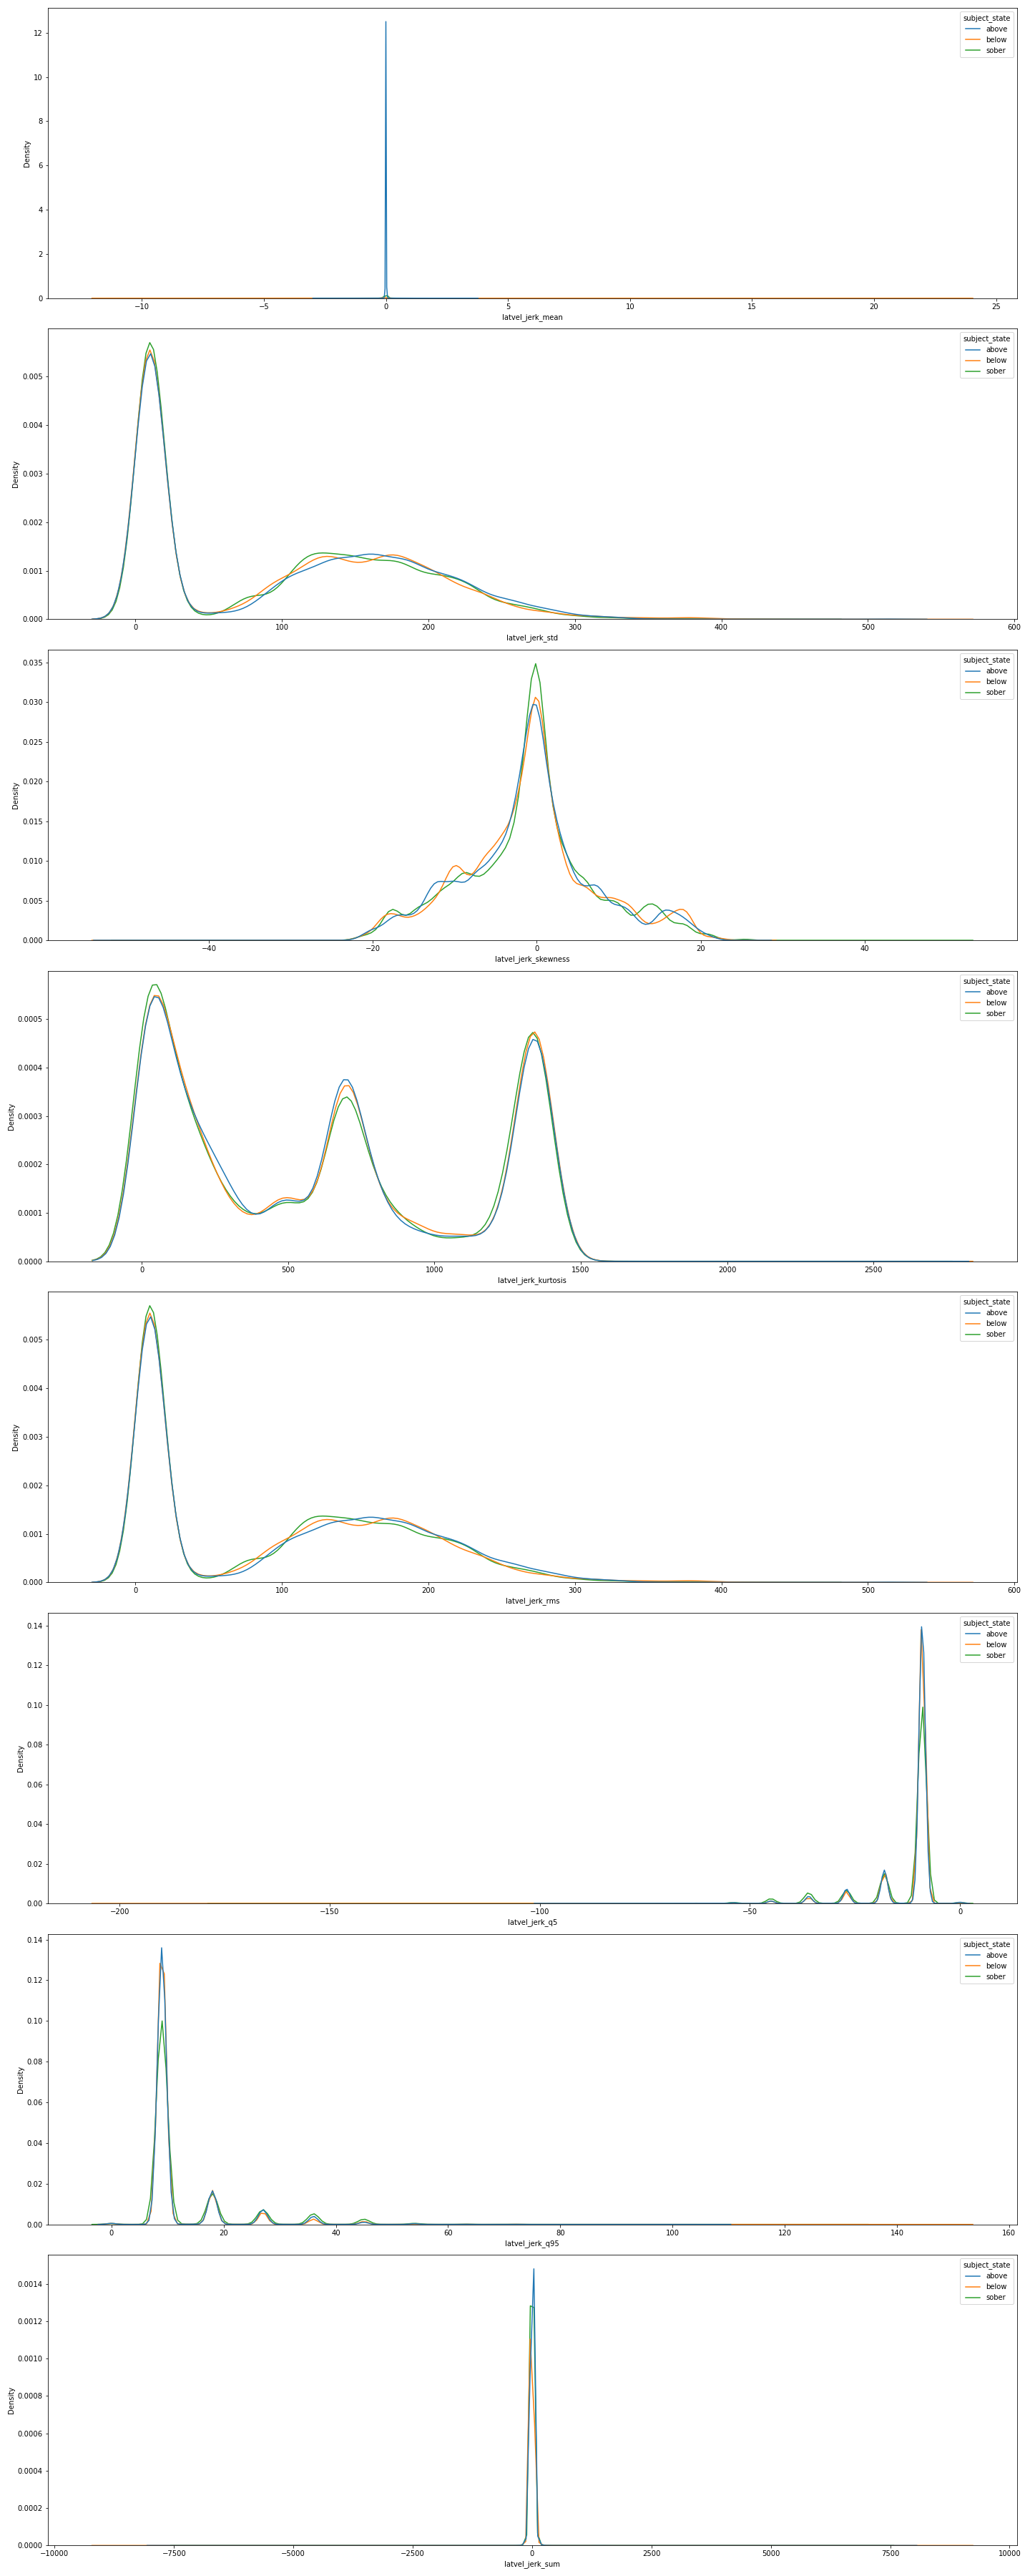 subject_state
above
below
sober
12
10
8
6
4
2
0
Density
−10 −5 0 5 10 15 20 25
latvel_jerk_mean
subject_state
above
below
sober
0.005
0.004
0.003
0.002
0.001
0.000
Density
0 100 200 300 400 500 600
latvel_jerk_std
subject_state
above
below
sober
0.035
0.030
0.025
0.020
0.015
0.010
0.005
0.000
Density
−40 −20 0 20 40
latvel_jerk_skewness
subject_state
above
below
sober
0.0005
0.0004
0.0003
0.0002
0.0001
0.0000
Density
0 500 1000 1500 2000 2500
latvel_jerk_kurtosis
subject_state
above
below
sober
0.005
0.004
0.003
0.002
0.001
0.000
Density
0 100 200 300 400 500 600
latvel_jerk_rms
subject_state
above
below
sober
0.14
0.12
0.10
0.08
0.06
0.04
0.02
0.00
Density
−200 −150 −100 −50 0
latvel_jerk_q5
subject_state
above
below
sober
0.14
0.12
0.10
0.08
0.06
0.04
0.02
0.00
Density
0 20 40 60 80 100 120 140 160
latvel_jerk_q95
subject_state
above
below
sober
0.0014
0.0012
0.0010
0.0008
0.0006
0.0004
0.0002
0.0000
Density
−10000 −7500 −5000 −2500 0 2500 5000 7500 10000
latvel_jerk_sum